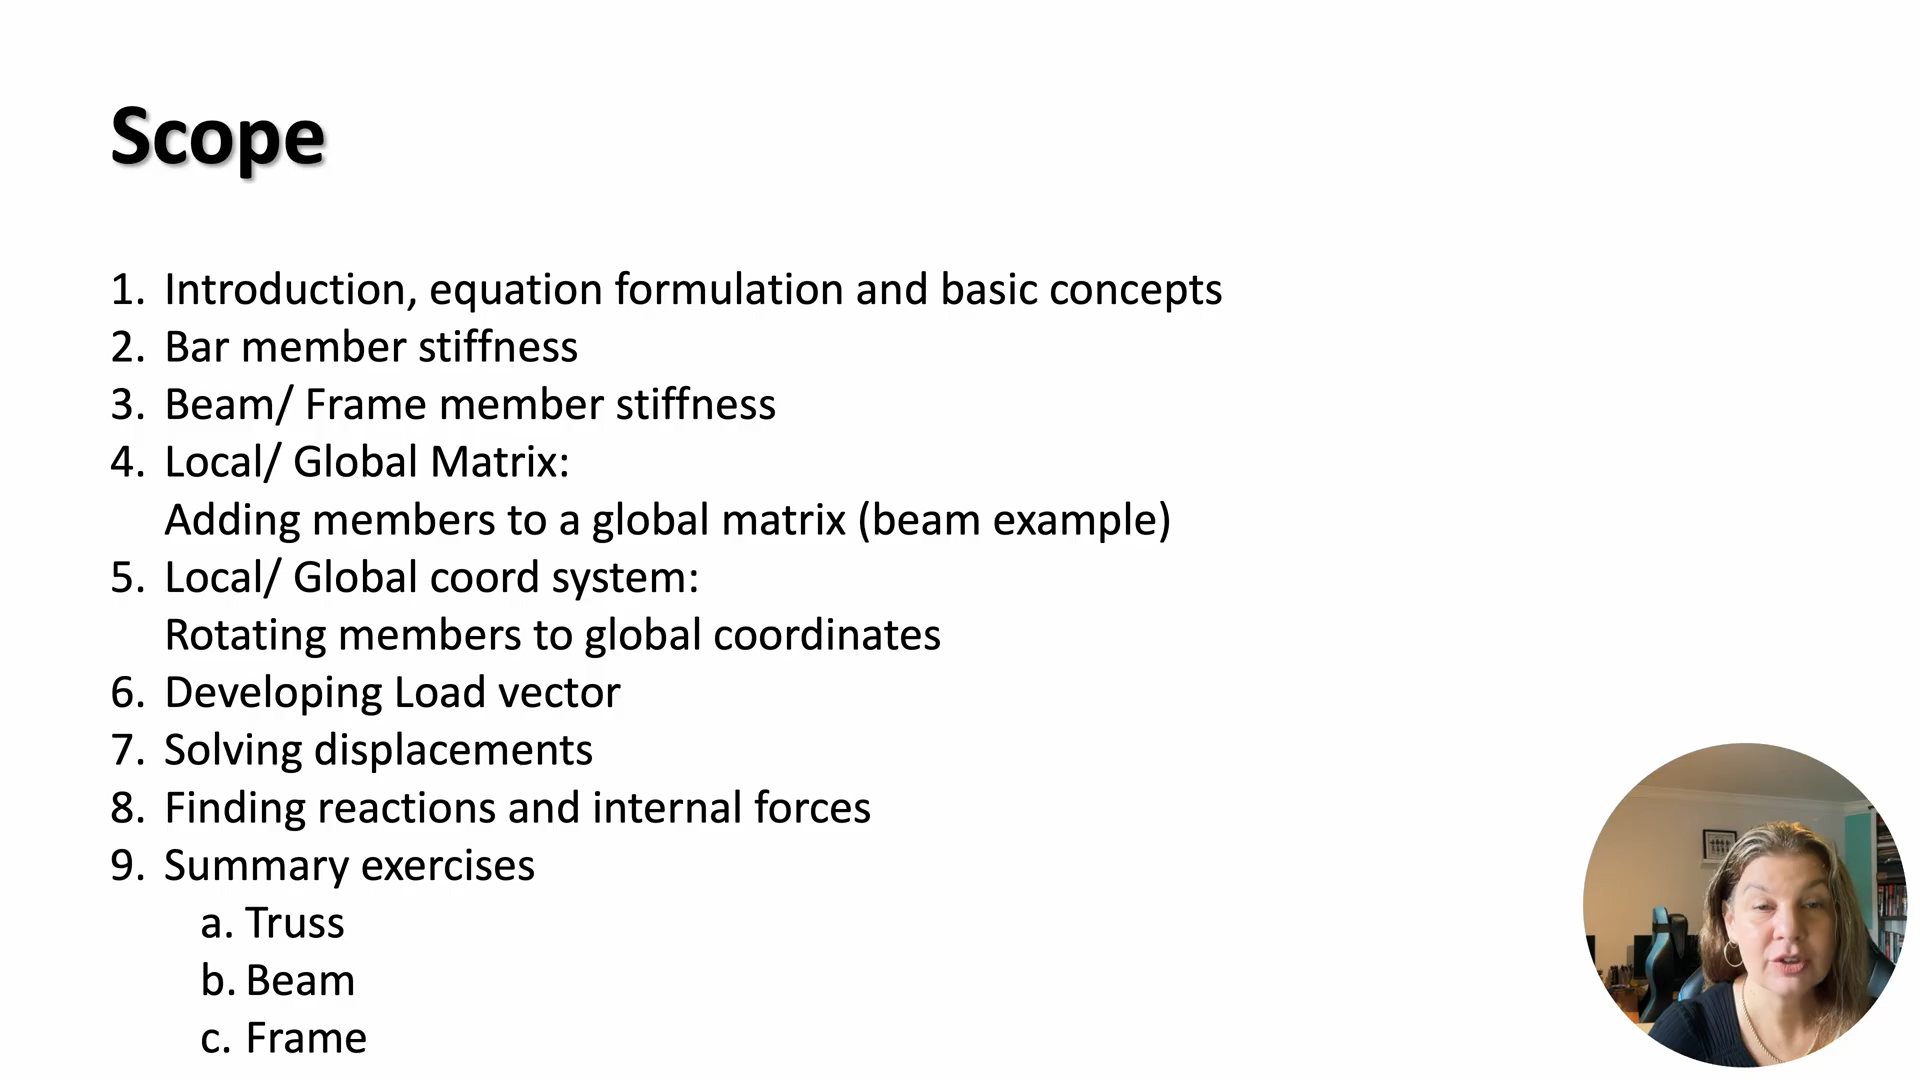 Scope
1. Introduction, equation formulation and basic concepts
2. Bar member stiffness
3. Beam/ Frame member stiffness
4. Local/ Global Matrix:
Adding members to a global matrix (beam example)
5. Local/ Global coord system:
Rotating members to global coordinates
6. Developing Load vector
7. Solving displacements
8. Finding reactions and internal forces
9. Summary exercises
a. Truss
b. Beam
c. Frame